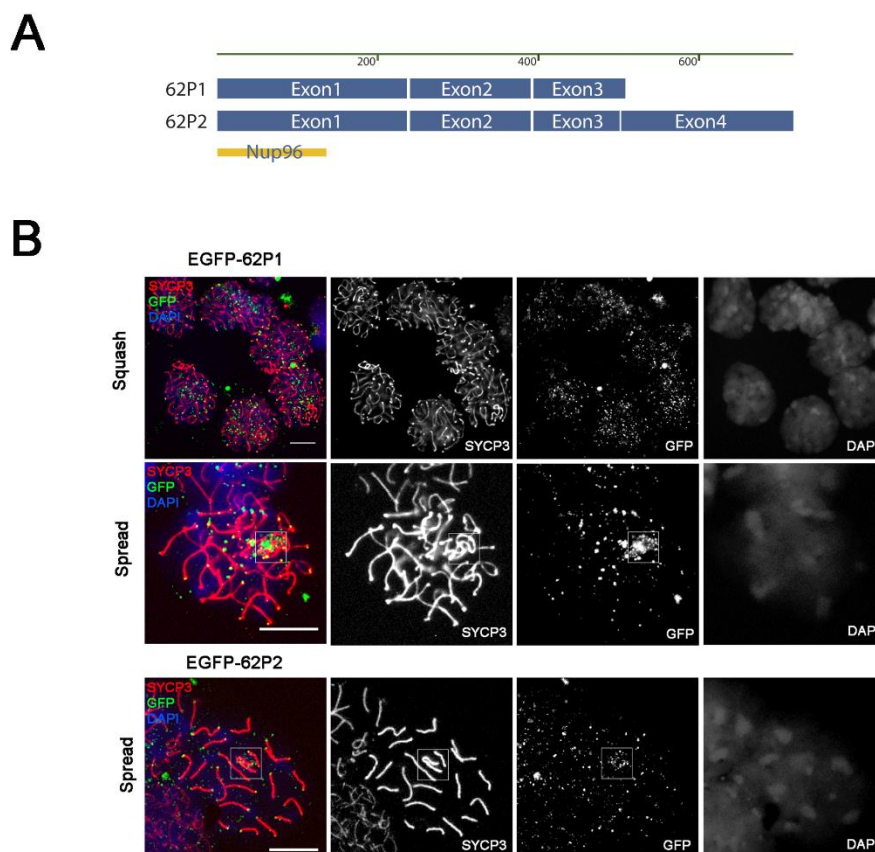 A
200 400 600
62P1 Exon1 Exon2 Exon3
62P2 Exon1 Exon2 Exon3 Exon4
Nup96
B
EGFP-62P1
Squash
SYCP3
GFP
DAPI
SYCP3
GFP
DAP
Spread
SYCP3
GFP
DAPI
SYCP3
GFP
DAP
EGFP-62P2
Spread
SYCP3
GFP
DAPI
SYCP3
GFP
DAP